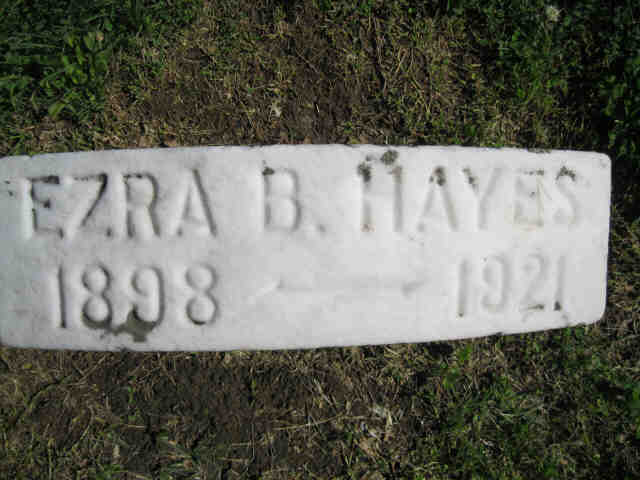 EZRA B. HAYES
1898 — 1921